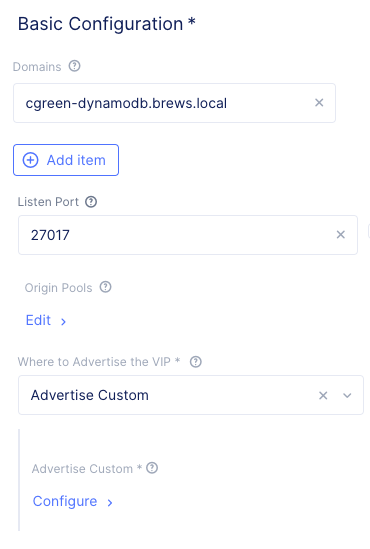 Basic Configuration *
Domains
cgreen-dynamodb.brews.local
Add item
Listen Port
27017
Origin Pools
Edit
Where to Advertise the VIP *
Advertise Custom
Advertise Custom *
Configure